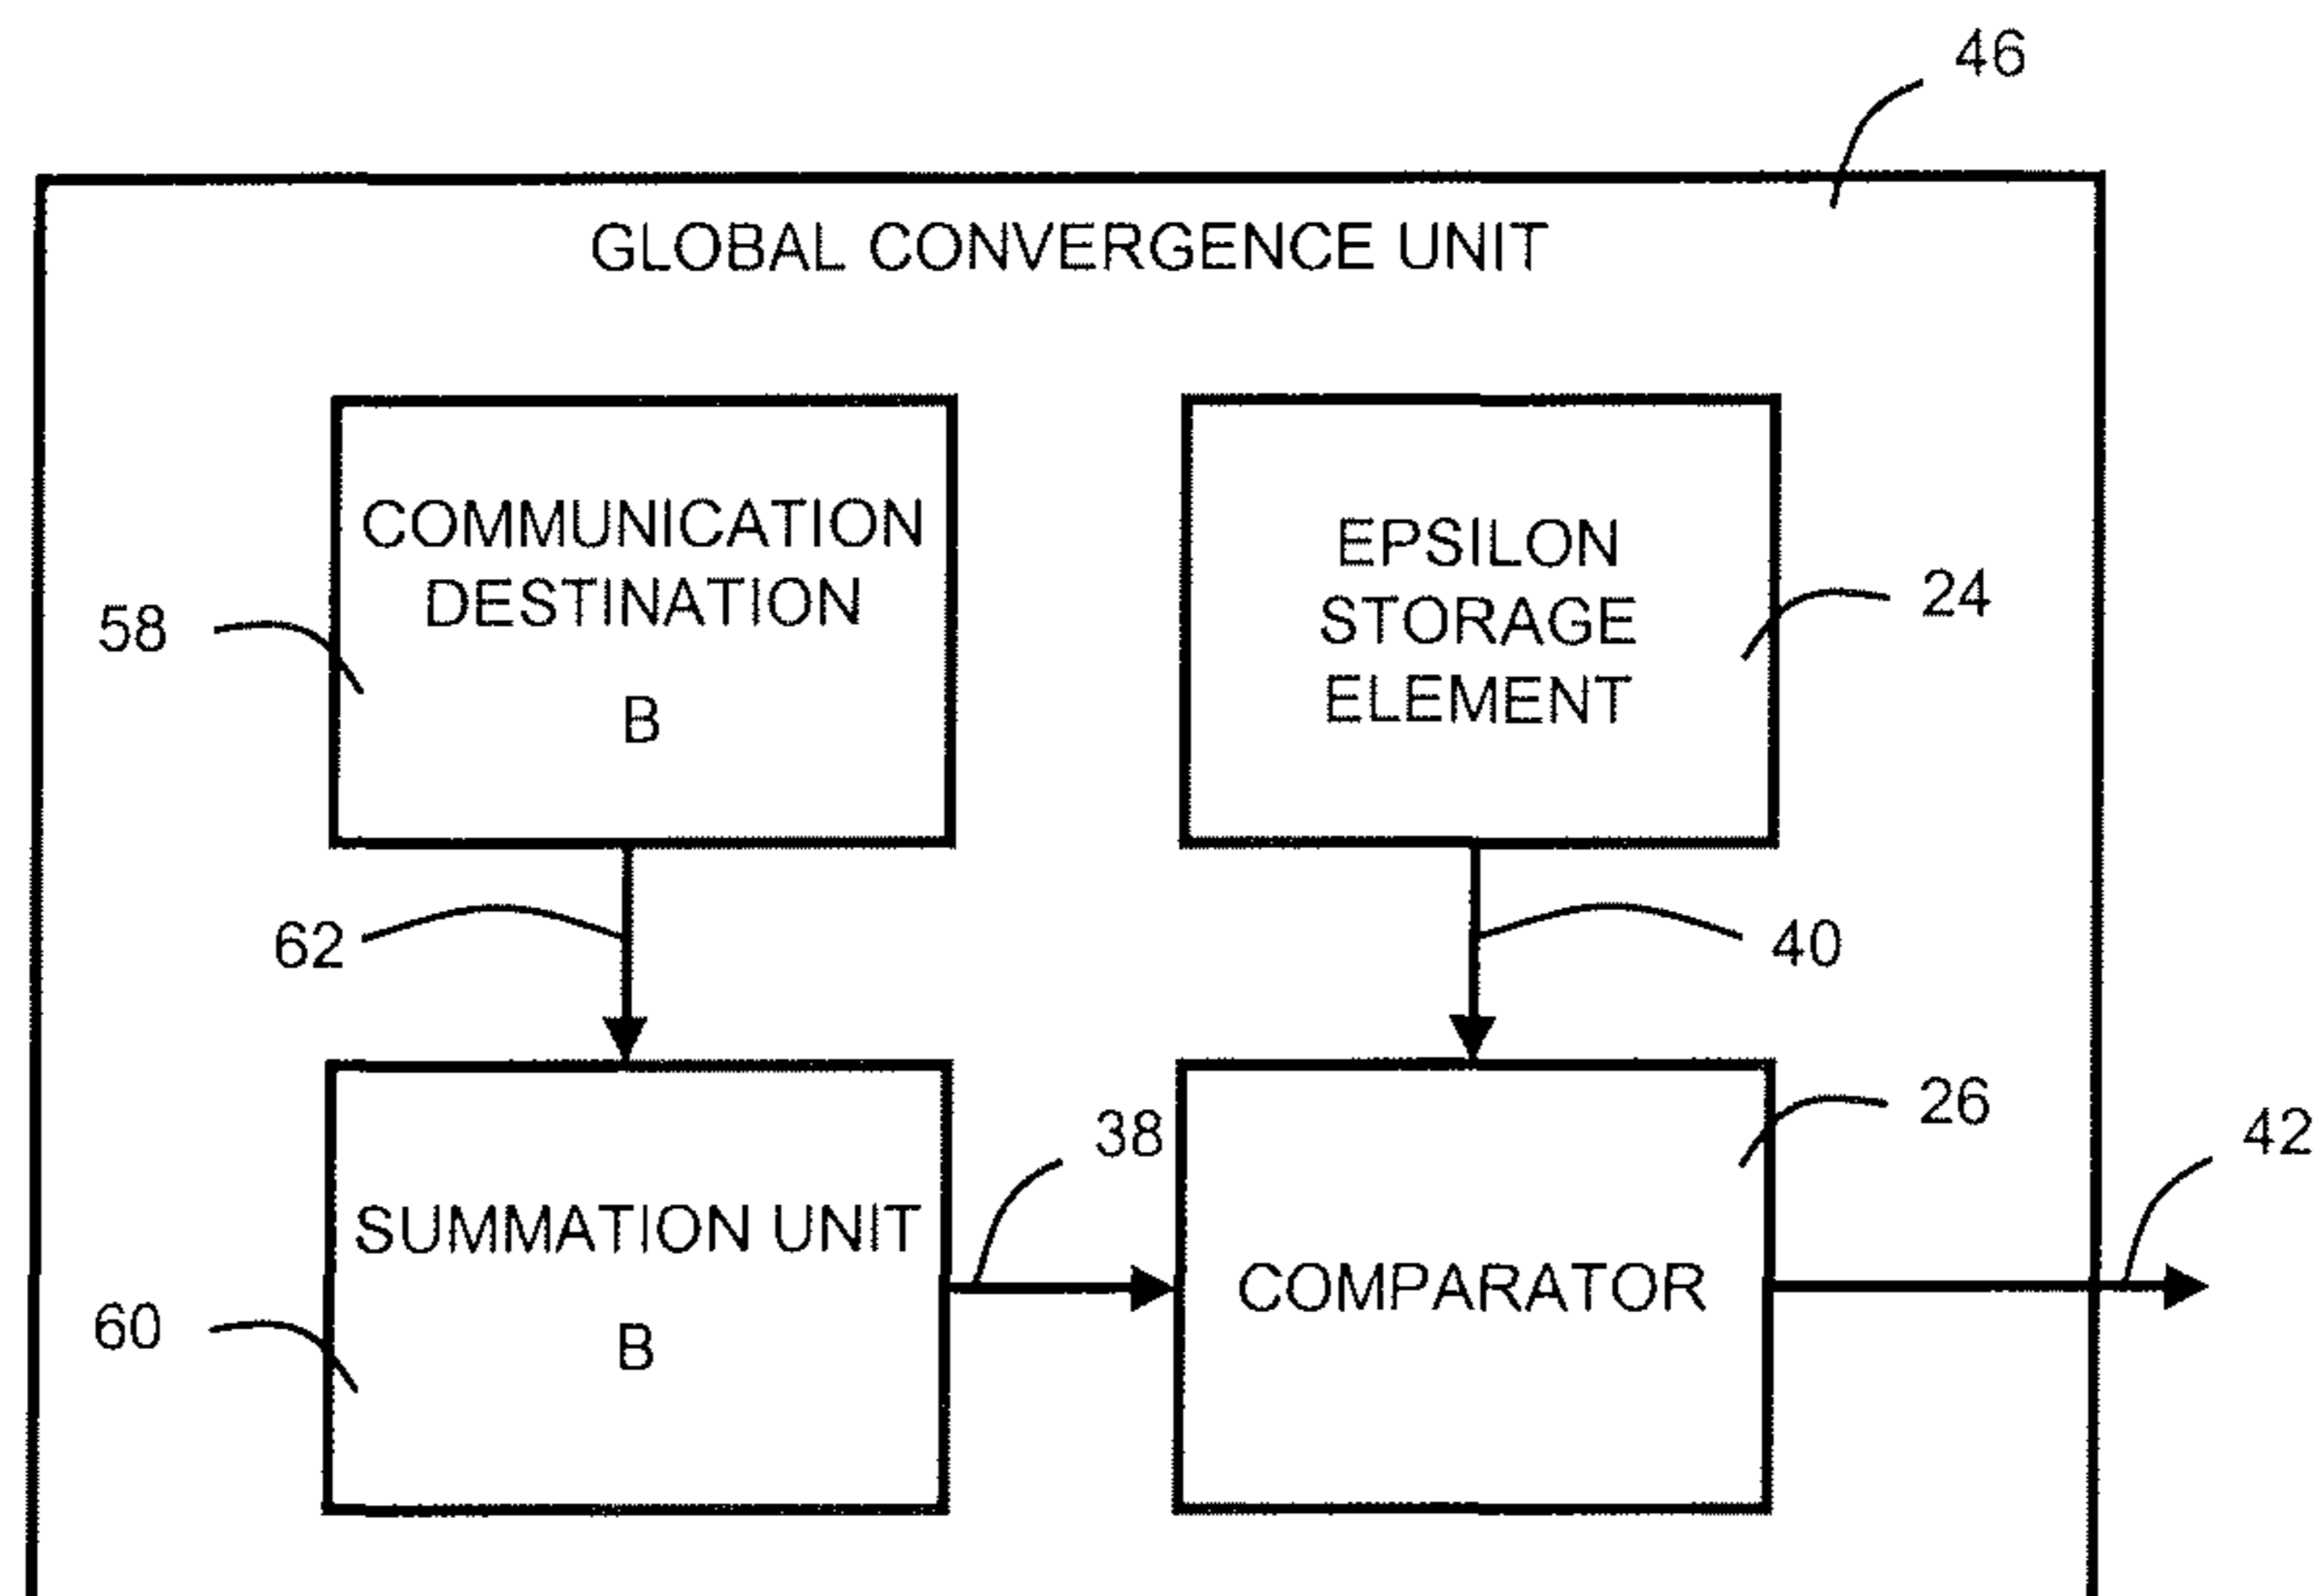 46
GLOBAL CONVERGENCE UNIT
COMMUNICATION
DESTINATION
B
58
EPSILON
STORAGE
ELEMENT
24
62
40
SUMMATION UNIT
B
60
38
COMPARATOR
26
42